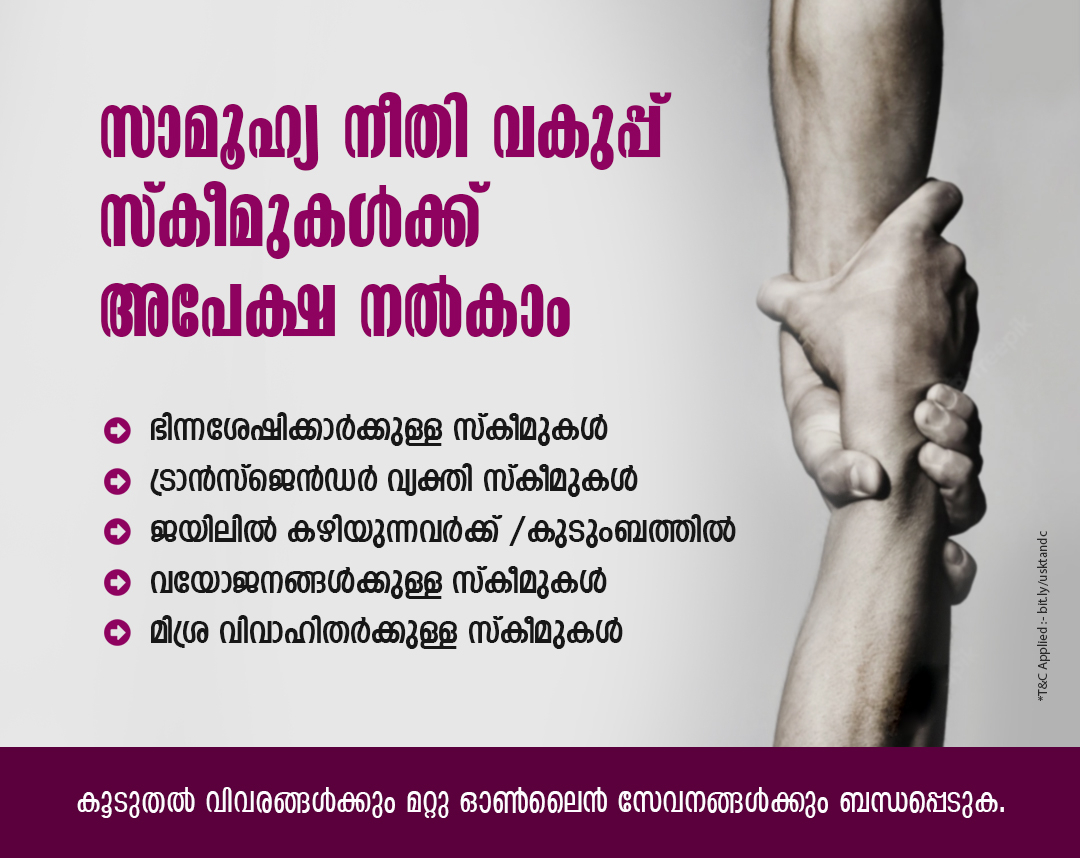 സാമൂഹ്യ നീതി വകുപ്പ്
സ്കീമുകൾക്ക്
അപേക്ഷ നൽകാം
ഭിന്നശേഷിക്കാർക്കുള്ള സ്കീമുകൾ
ട്രാൻസ്ജെൻഡർ വ്യക്തി സ്കീമുകൾ
ജയിലിൽ കഴിയുന്നവർക്ക് /കുടുംബത്തിൽ
വയോജനങ്ങൾക്കുള്ള സ്കീമുകൾ
മിശ്ര വിവാഹിതർക്കുള്ള സ്കീമുകൾ
*T&C Applied :- bit.ly/usktandc
കൂടുതൽ വിവരങ്ങൾക്കും മറ്റു ഓൺലൈൻ സേവനങ്ങൾക്കും ബന്ധപ്പെടുക.